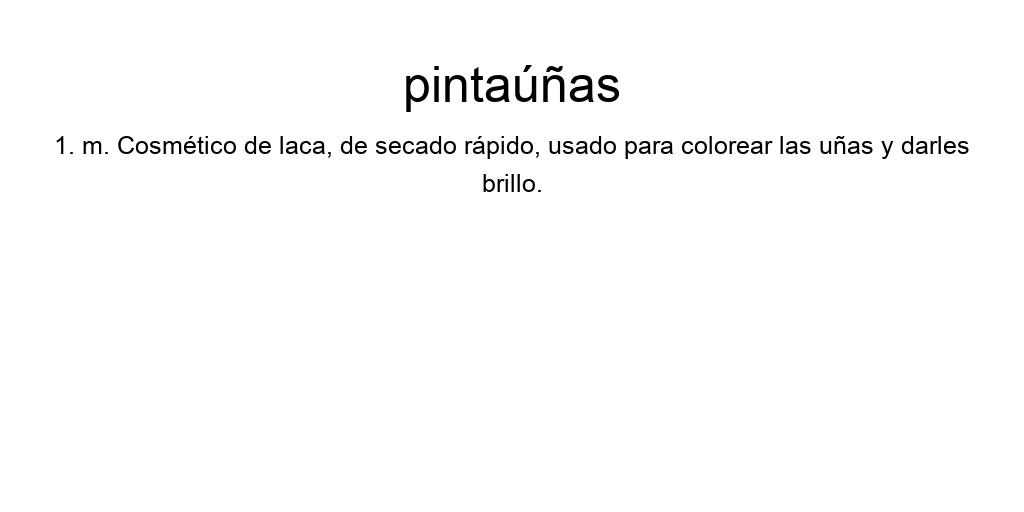 pintaúñas
1. m. Cosmético de laca, de secado rápido, usado para colorear las uñas y darles
brillo.